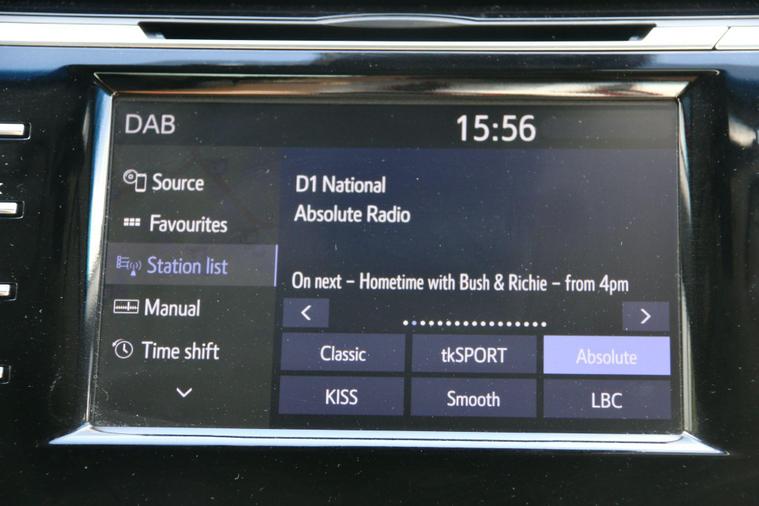 DAB
15:56
Source
Favourites
Station list
Manual
Time shift
D1 National
Absolute Radio
On next – Hometime with Bush & Richie – from 4pm
Classic
tkSPORT
Absolute
KISS
Smooth
LBC